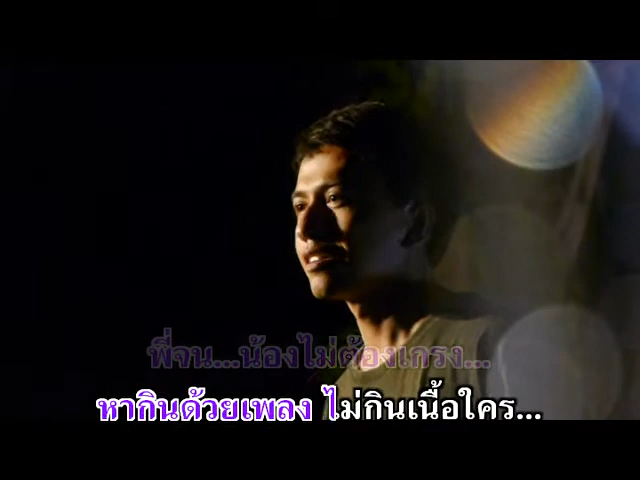 พี่จน...น้องไม่ต้องเกรง...
หากินด้วยเพลง ไม่กินเนื้อใคร...